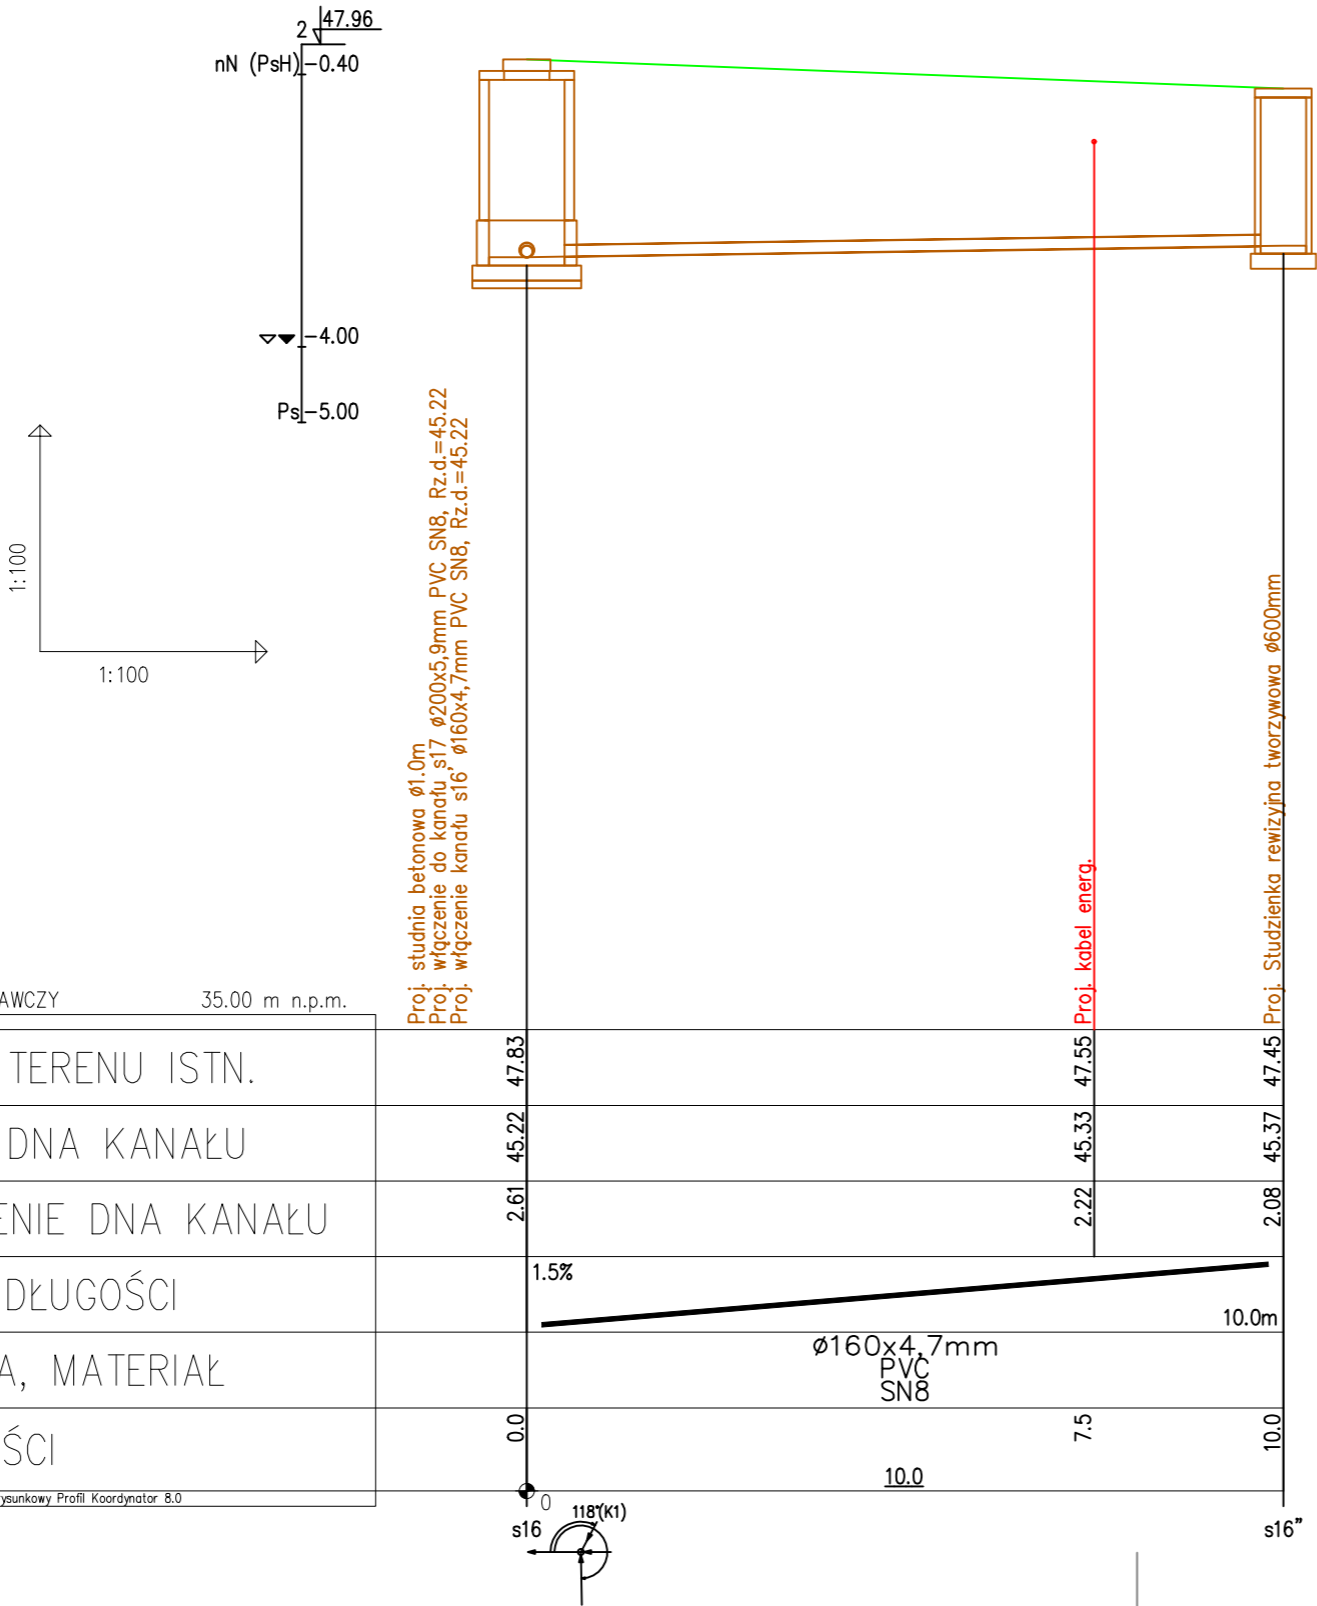 2 47.96
nN (PsH) -0.40
-4.00
Ps -5.00
1:100
1:100
Proj. studnia betonowa ø1.0m
Proj. włączenie do kanału s17 ø200x5,9mm PVC SN8, Rz.d.=45.22
Proj. włączenie kanału s16' ø160x4,7mm PVC SN8, Rz.d.=45.22
Proj. kabel energ.
Proj. Studzienka rewizyjna tworzywowa ø600mm
AWCZY 35.00 m n.p.m.
TERENU ISTN. 47.83 47.55 47.45
DNA KANAŁU 45.22 45.33 45.37
ENIE DNA KANAŁU 2.61 2.22 2.08
DŁUGOŚCI 1.5% 10.0m
A, MATERIAŁ ø160x4,7mm
PVC
SN8
ŚCI 0.0 7.5 10.0
10.0
ysunkowy Profil Koordynator 8.0
0
118°(K1)
s16 s16"